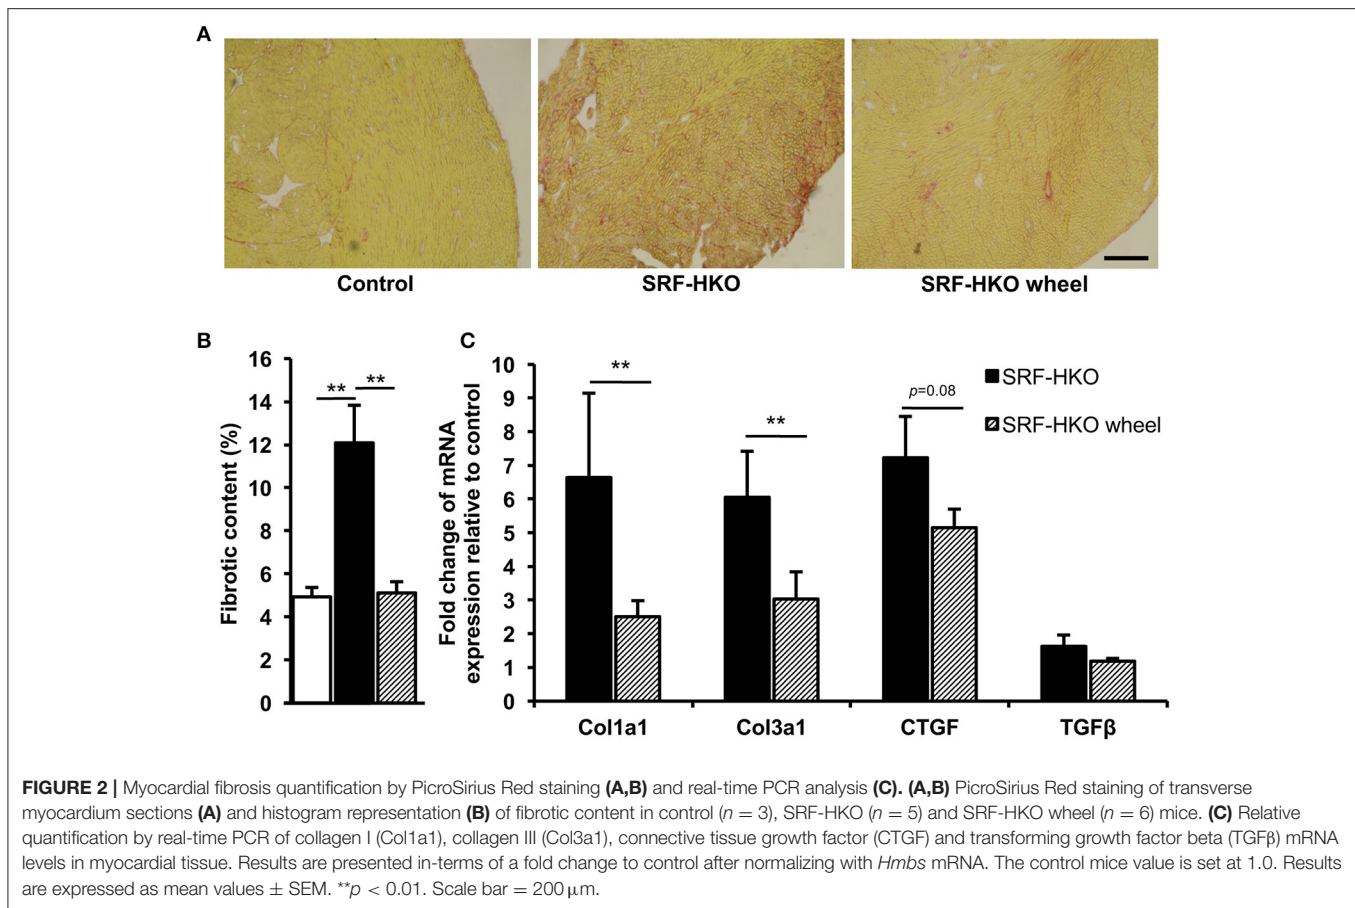 A
Control
SRF-HKO
SRF-HKO wheel
B
Fibrotic content (%)
16
14
12
10
8
6
4
2
0
**
**
C
Fold change of mRNA
expression relative to control
10
9
8
7
6
5
4
3
2
1
0
**
**
p=0.08
SRF-HKO
SRF-HKO wheel
Col1a1
Col3a1
CTGF
TGFβ
FIGURE 2 | Myocardial fibrosis quantification by PicroSirius Red staining (A,B) and real-time PCR analysis (C). (A,B) PicroSirius Red staining of transverse
myocardium sections (A) and histogram representation (B) of fibrotic content in control (n = 3), SRF-HKO (n = 5) and SRF-HKO wheel (n = 6) mice. (C) Relative
quantification by real-time PCR of collagen I (Col1a1), collagen III (Col3a1), connective tissue growth factor (CTGF) and transforming growth factor beta (TGFβ) mRNA
levels in myocardial tissue. Results are presented in-terms of a fold change to control after normalizing with Hmbs mRNA. The control mice value is set at 1.0. Results
are expressed as mean values ± SEM. **p < 0.01. Scale bar = 200 μm.